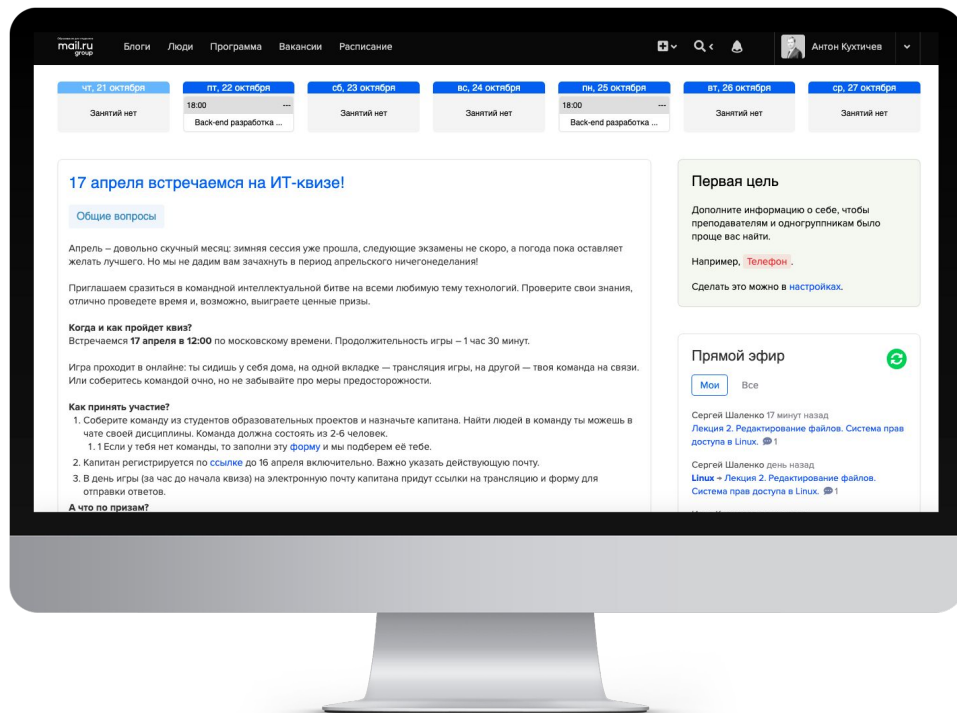 mail.ru
group
Блоги Люди Программа Вакансии Расписание
Антон Кухтичев
чт, 21 октября
Занятий нет
пт, 22 октября
18:00 ---
Back-end разработка ...
сб, 23 октября
Занятий нет
вс, 24 октября
Занятий нет
пн, 25 октября
18:00 ---
Back-end разработка ...
вт, 26 октября
Занятий нет
ср, 27 октября
Занятий нет
17 апреля встречаемся на ИТ-квизе!
Общие вопросы
Апрель – довольно скучный месяц: зимняя сессия уже прошла, следующие экзамены не скоро, а погода пока оставляет
желать лучшего. Но мы не дадим вам зачахнуть в период апрельского ничегонеделания!
Приглашаем сразиться в командной интеллектуальной битве на всеми любимую тему технологий. Проверите свои знания,
отлично проведете время и, возможно, выиграете ценные призы.
Когда и как пройдет квиз?
Встречаемся 17 апреля в 12:00 по московскому времени. Продолжительность игры – 1 час 30 минут.
Игра проходит в онлайне: ты сидишь у себя дома, на одной вкладке — трансляция игры, на другой — твоя команда на связи.
Или соберитесь командой очно, но не забывайте про меры предосторожности.
Как принять участие?
1. Соберите команду из студентов образовательных проектов и назначьте капитана. Найти людей в команду ты можешь в
чате своей дисциплины. Команда должна состоять из 2-6 человек.
1. 1 Если у тебя нет команды, то заполни эту форму и мы подберем её тебе.
2. Капитан регистрируется по ссылке до 16 апреля включительно. Важно указать действующую почту.
3. В день игры (за час до начала квиза) на электронную почту капитана придут ссылки на трансляцию и форму для
отправки ответов.
А что по призам?
Первая цель
Дополните информацию о себе, чтобы
преподавателям и одногруппникам было
проще вас найти.
Например, Телефон .
Сделать это можно в настройках.
Прямой эфир
Мои Все
Сергей Шаленко 17 минут назад
Лекция 2. Редактирование файлов. Система прав
доступа в Linux. 1
Сергей Шаленко день назад
Linux → Лекция 2. Редактирование файлов.
Система прав доступа в Linux. 1